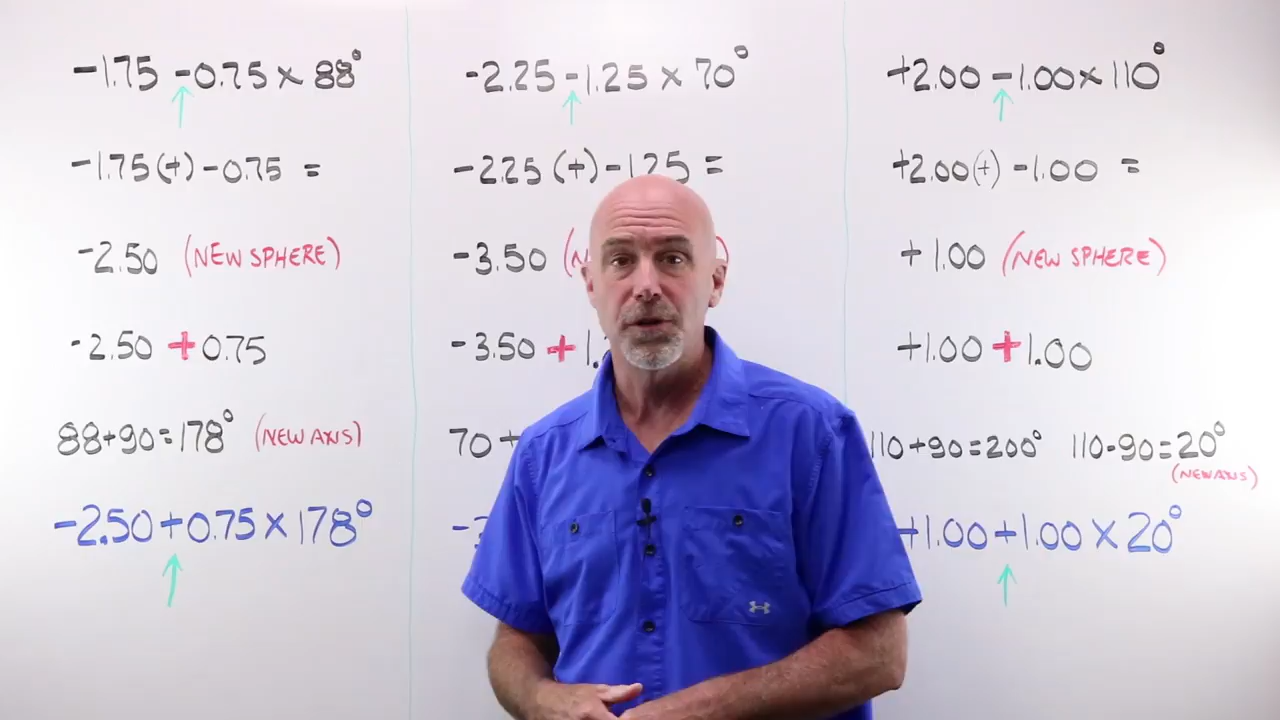 -1.75 -0.75 x 88°
-1.75 (+) -0.75 =
-2.50 (NEW SPHERE)
-2.50 + 0.75
88+90=178° (NEW AXIS)
-2.50 +0.75 x 178°
-2.25 -1.25 x 70°
-2.25 (+) -1.25 =
-3.50
-3.50 + 1.
70+
+2.00 -1.00 x 110°
+2.00 (+) -1.00 =
+1.00 (NEW SPHERE)
+1.00 + 1.00
110+90=200° 110-90=20°
(NEW AXIS)
+1.00 +1.00 x 20°